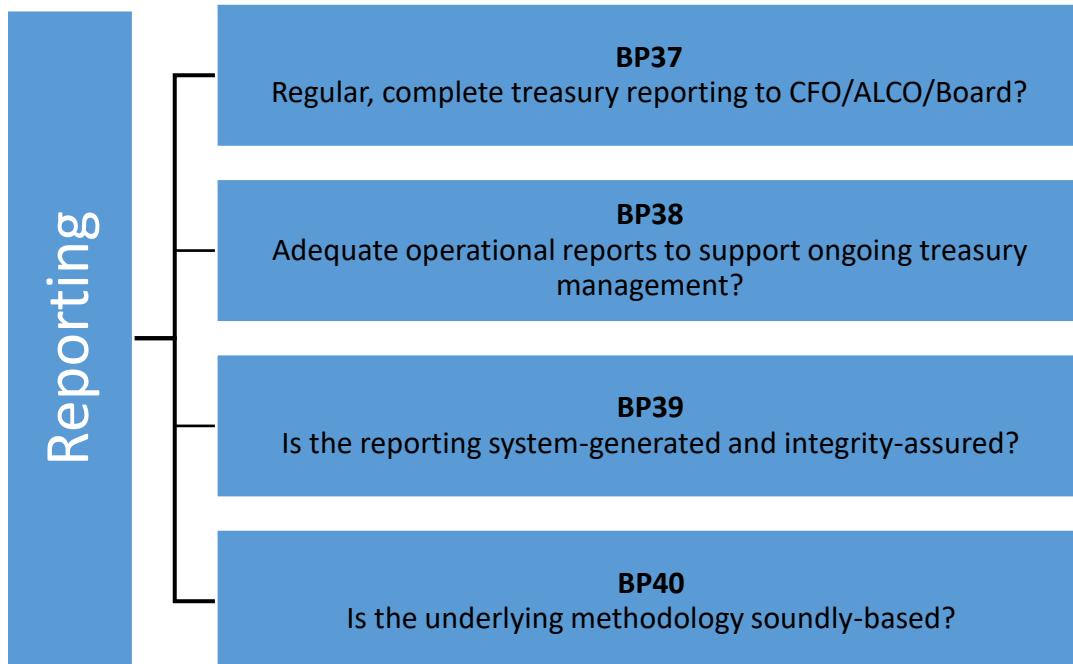 Reporting
BP37
Regular, complete treasury reporting to CFO/ALCO/Board?
BP38
Adequate operational reports to support ongoing treasury
management?
BP39
Is the reporting system-generated and integrity-assured?
BP40
Is the underlying methodology soundly-based?